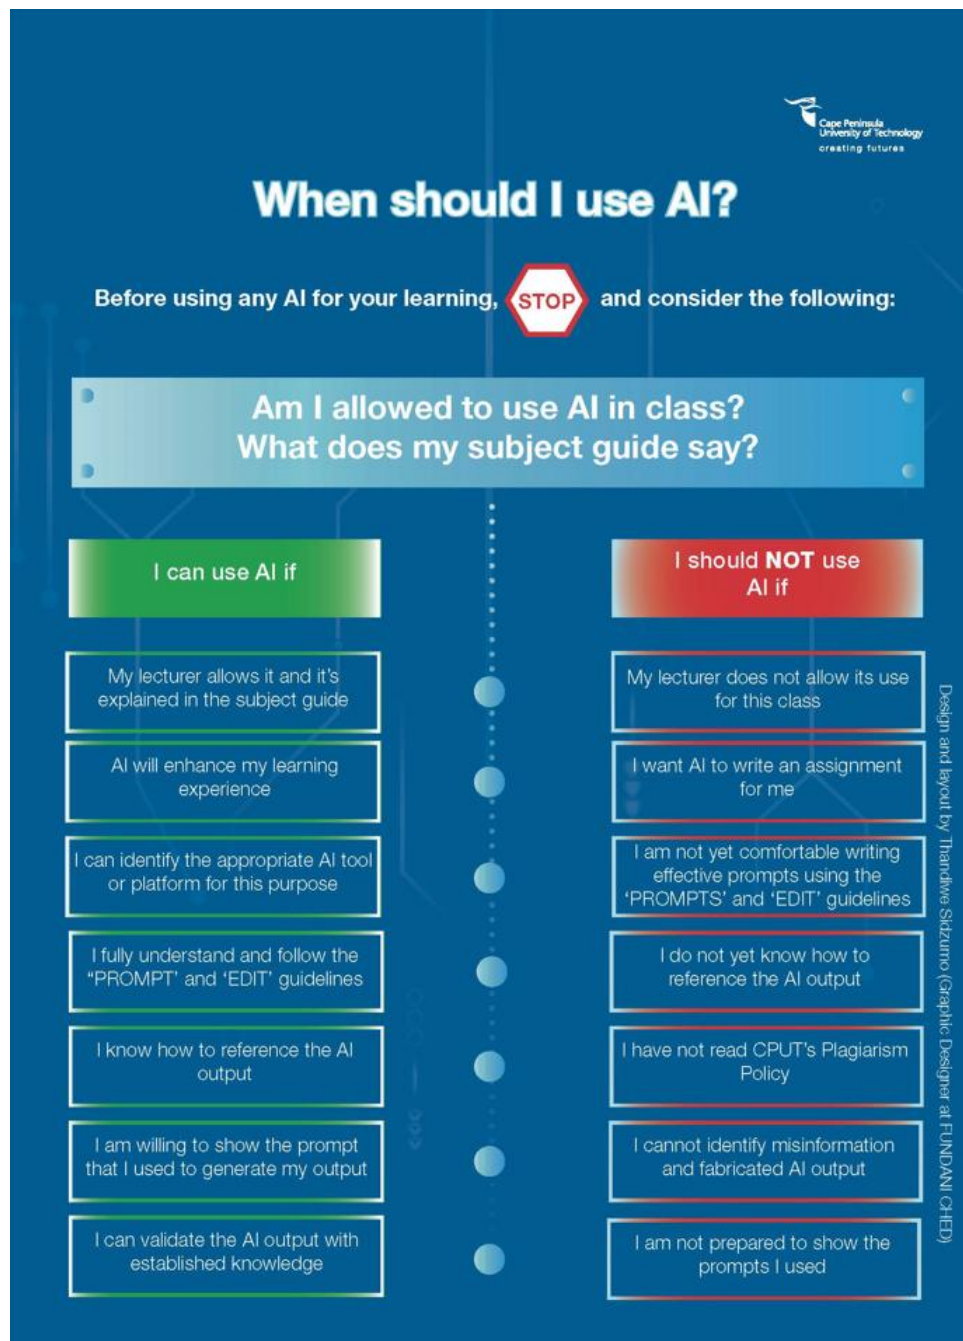 Cape Peninsula
University of Technology
creating futures
When should I use AI?
Before using any AI for your learning, STOP and consider the following:
Am I allowed to use AI in class?
What does my subject guide say?
I can use AI if
My lecturer allows it and it's
explained in the subject guide
AI will enhance my learning
experience
I can identify the appropriate AI tool
or platform for this purpose
I fully understand and follow the
“PROMPT’ and ‘EDIT’ guidelines
I know how to reference the AI
output
I am willing to show the prompt
that I used to generate my output
I can validate the AI output with
established knowledge
I should NOT use
AI if
My lecturer does not allow its use
for this class
I want AI to write an assignment
for me
I am not yet comfortable writing
effective prompts using the
‘PROMPTS’ and ‘EDIT’ guidelines
I do not yet know how to
reference the AI output
I have not read CPUT's Plagiarism
Policy
I cannot identify misinformation
and fabricated AI output
I am not prepared to show the
prompts I used
Design and layout by Thandiwe Sidzumo (Graphic Designer at FUNDANI CHED)